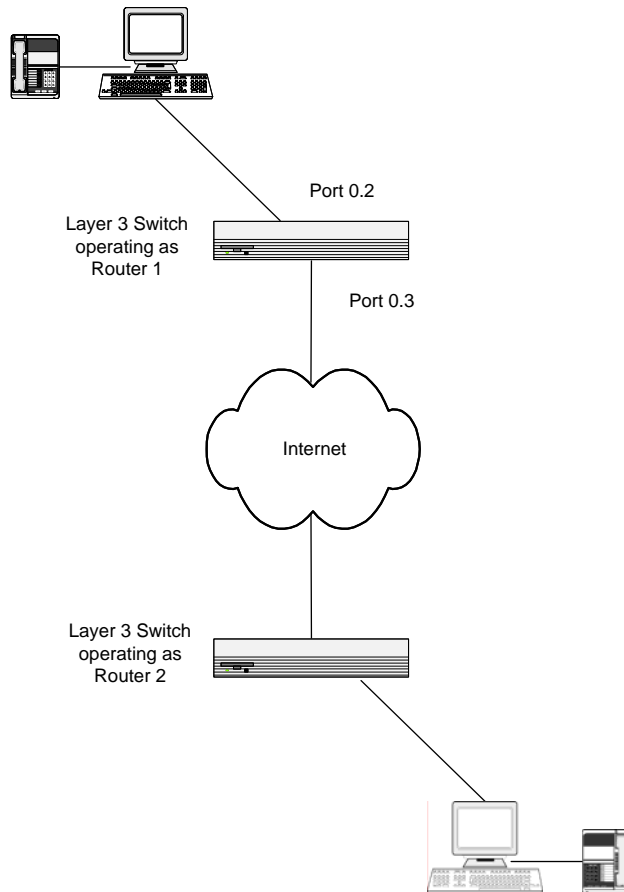 Port 0.2
Layer 3 Switch
operating as
Router 1
Port 0.3
Internet
Layer 3 Switch
operating as
Router 2